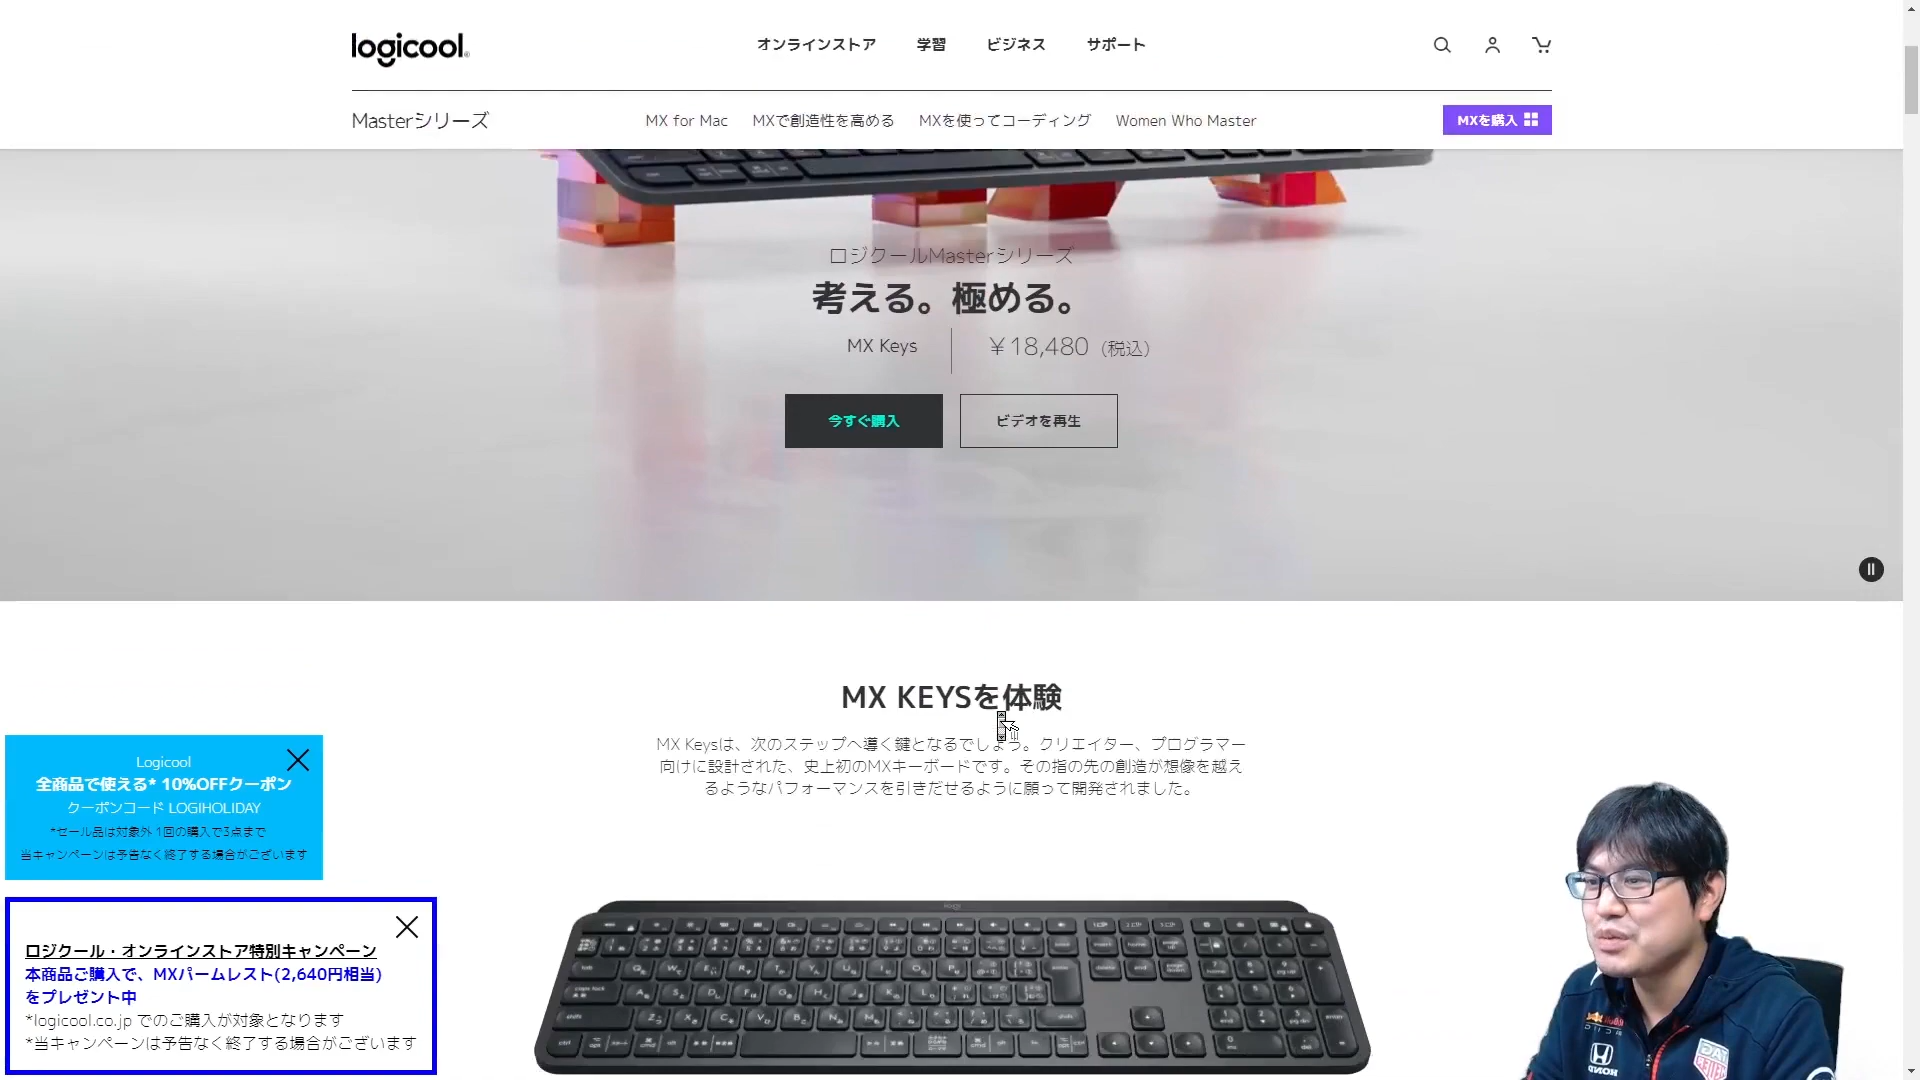 logicool
オンラインストア 学習 ビジネス サポート
Masterシリーズ
MX for Mac MXで創造性を高める MXを使ってコーディング Women Who Master
MXを購入
ロジクールMasterシリーズ
考える。極める。
MX Keys ￥18,480（税込）
今すぐ購入 ビデオを再生
MX KEYSを体験
MX Keysは、次のステップへ導く鍵となるでしょう。クリエイター、プログラマー
向けに設計された、史上初のMXキーボードです。その指の先の創造が想像を越え
るようなパフォーマンスを引きだせるように願って開発されました。
Logicool
全商品で使える* 10%OFFクーポン
クーポンコード LOGIHOLIDAY
*セール品は対象外 1回の購入で3点まで
当キャンペーンは予告なく終了する場合がございます
ロジクール・オンラインストア特別キャンペーン
本商品ご購入で、MXパームレスト(2,640円相当)
をプレゼント中
*logicool.co.jp でのご購入が対象となります
*当キャンペーンは予告なく終了する場合がございます
HONDA